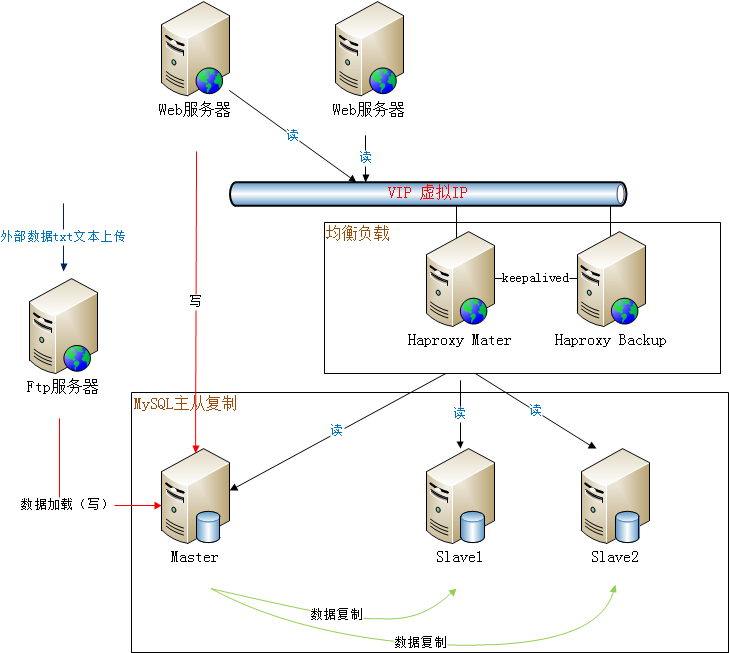 Web服务器
Web服务器
读
读
VIP 虚拟IP
外部数据txt文本上传
均衡负载
keepalived
写
Haproxy Mater
Haproxy Backup
Ftp服务器
MySQL主从复制
读
读
读
数据加载（写）
Master
Slave1
Slave2
数据复制
数据复制